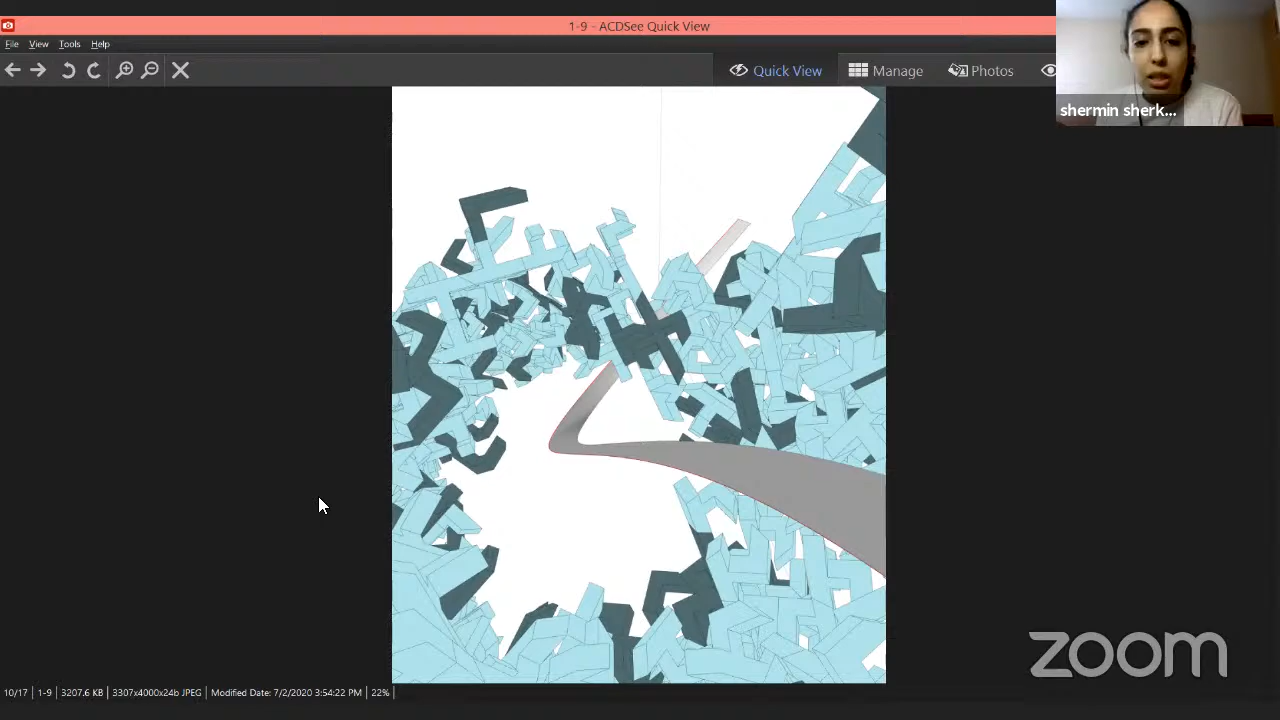 1-9 - ACDSee Quick View
File View Tools Help
Quick View Manage Photos
shermin sherk...
zoom
10/17 1-9 3207.6 KB 3307x4000x24b JPEG Modified Date: 7/2/2020 3:54:22 PM 22%